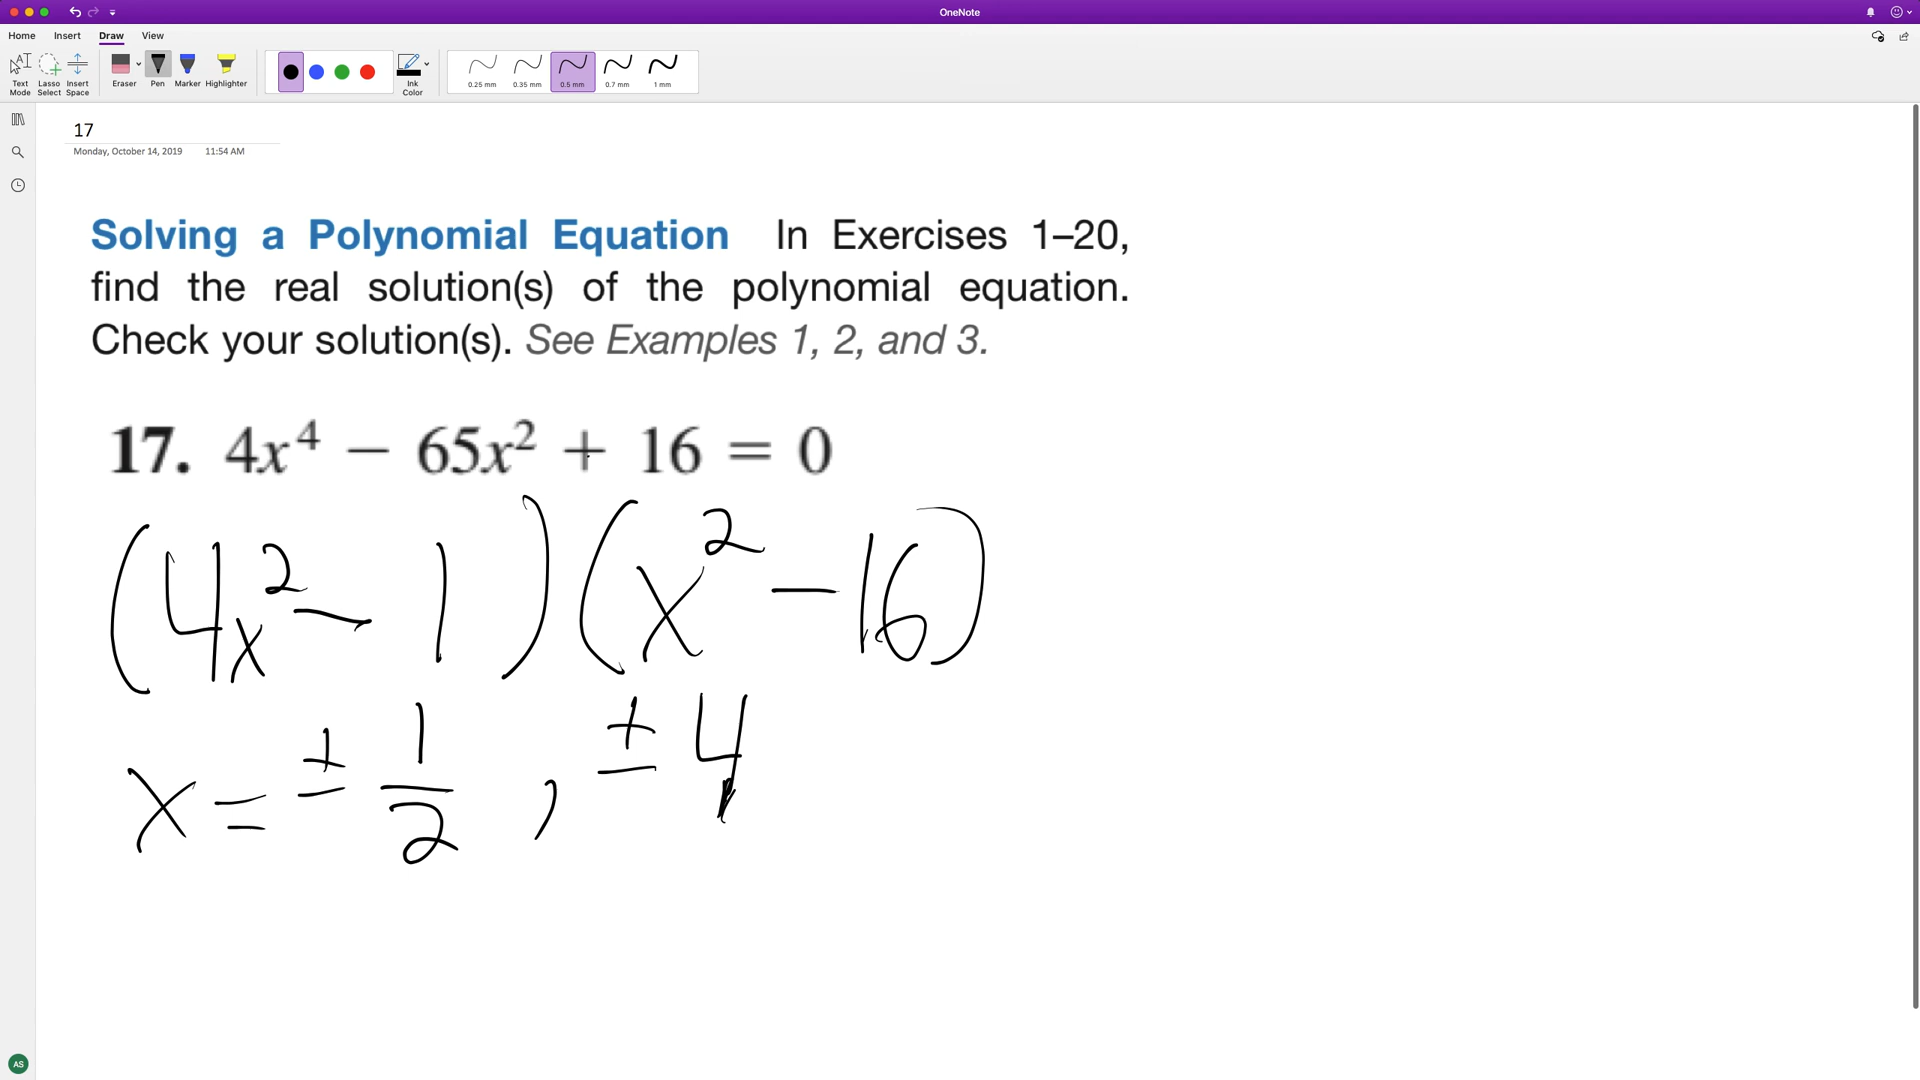 OneNote
Home Insert Draw View
Text Mode Lasso Select Insert Space Eraser Pen Marker Highlighter Ink Color 0.25 mm 0.35 mm 0.5 mm 0.7 mm 1 mm
17
Monday, October 14, 2019 11:54 AM
Solving a Polynomial Equation In Exercises 1–20,
find the real solution(s) of the polynomial equation.
Check your solution(s). See Examples 1, 2, and 3.
17. 4x⁴ − 65x² + 16 = 0
(4x² − 1)(x² − 16)
x = ± 1/2 , ± 4
AS